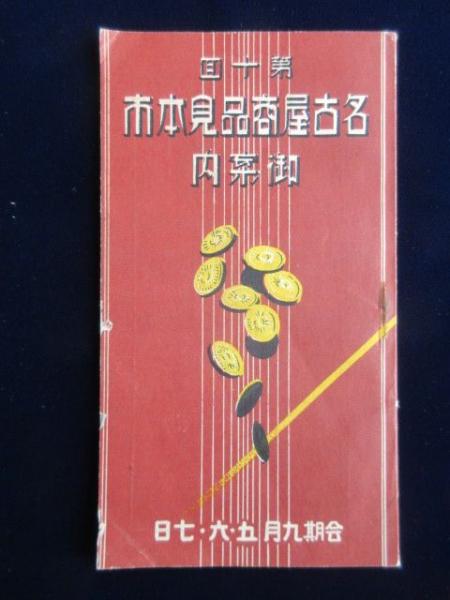 第十回
名古屋商品見本市
御案内
会期九月五・六・七日